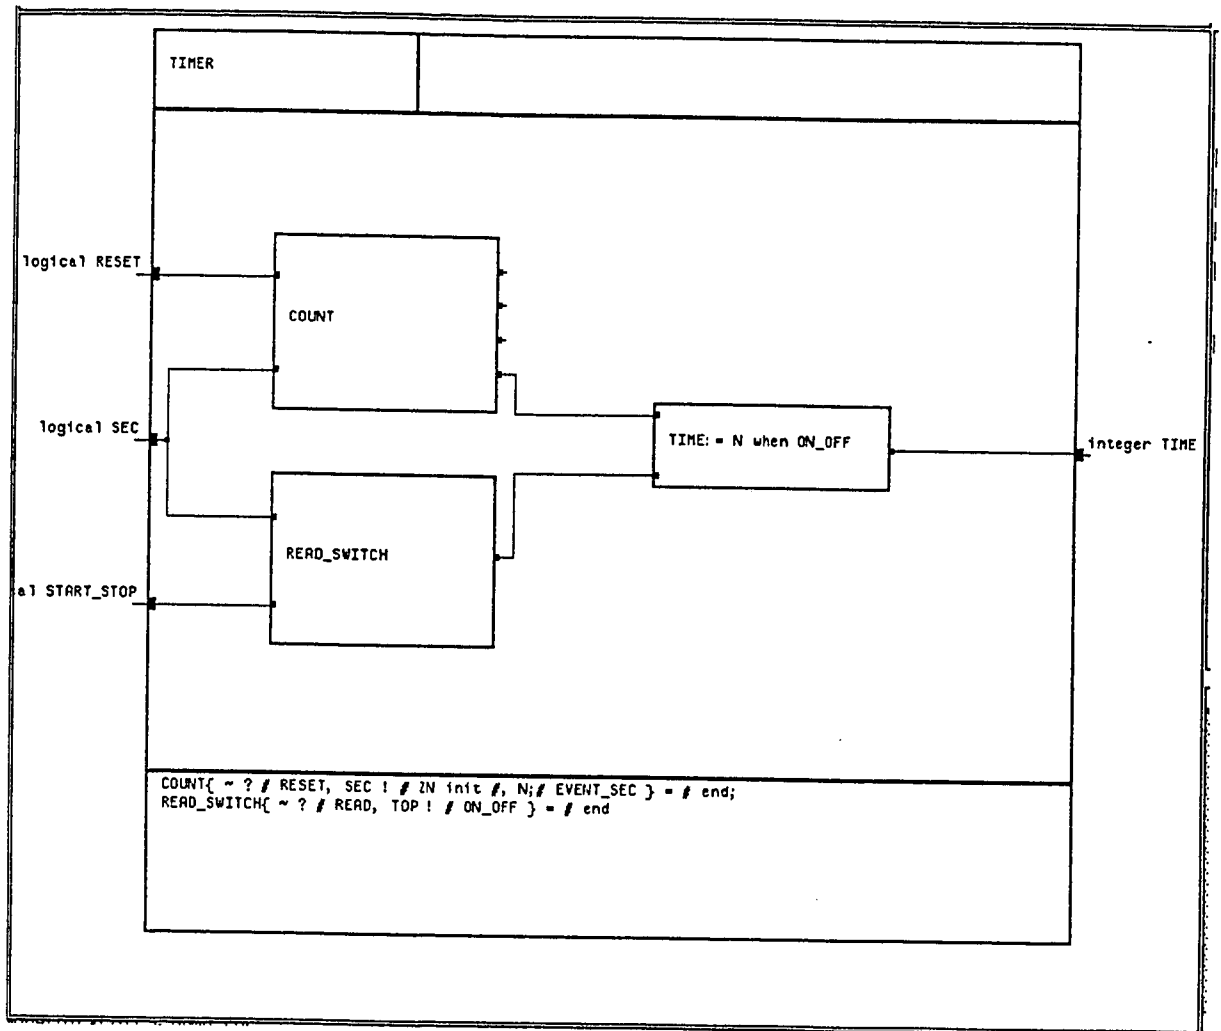 TIMER
logical RESET
COUNT
logical SEC
TIME:= N when ON_OFF
integer TIME
READ_SWITCH
al START_STOP
COUNT{ ~ ? # RESET, SEC ! # ZN init #, N;# EVENT_SEC } = # end;
READ_SWITCH{ ~ ? # READ, TOP ! # ON_OFF } = # end